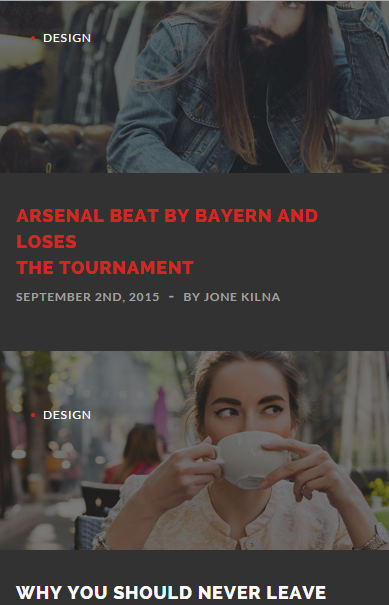 DESIGN
ARSENAL BEAT BY BAYERN AND
LOSES
THE TOURNAMENT
SEPTEMBER 2ND, 2015 - BY JONE KILNA
DESIGN
WHY YOU SHOULD NEVER LEAVE